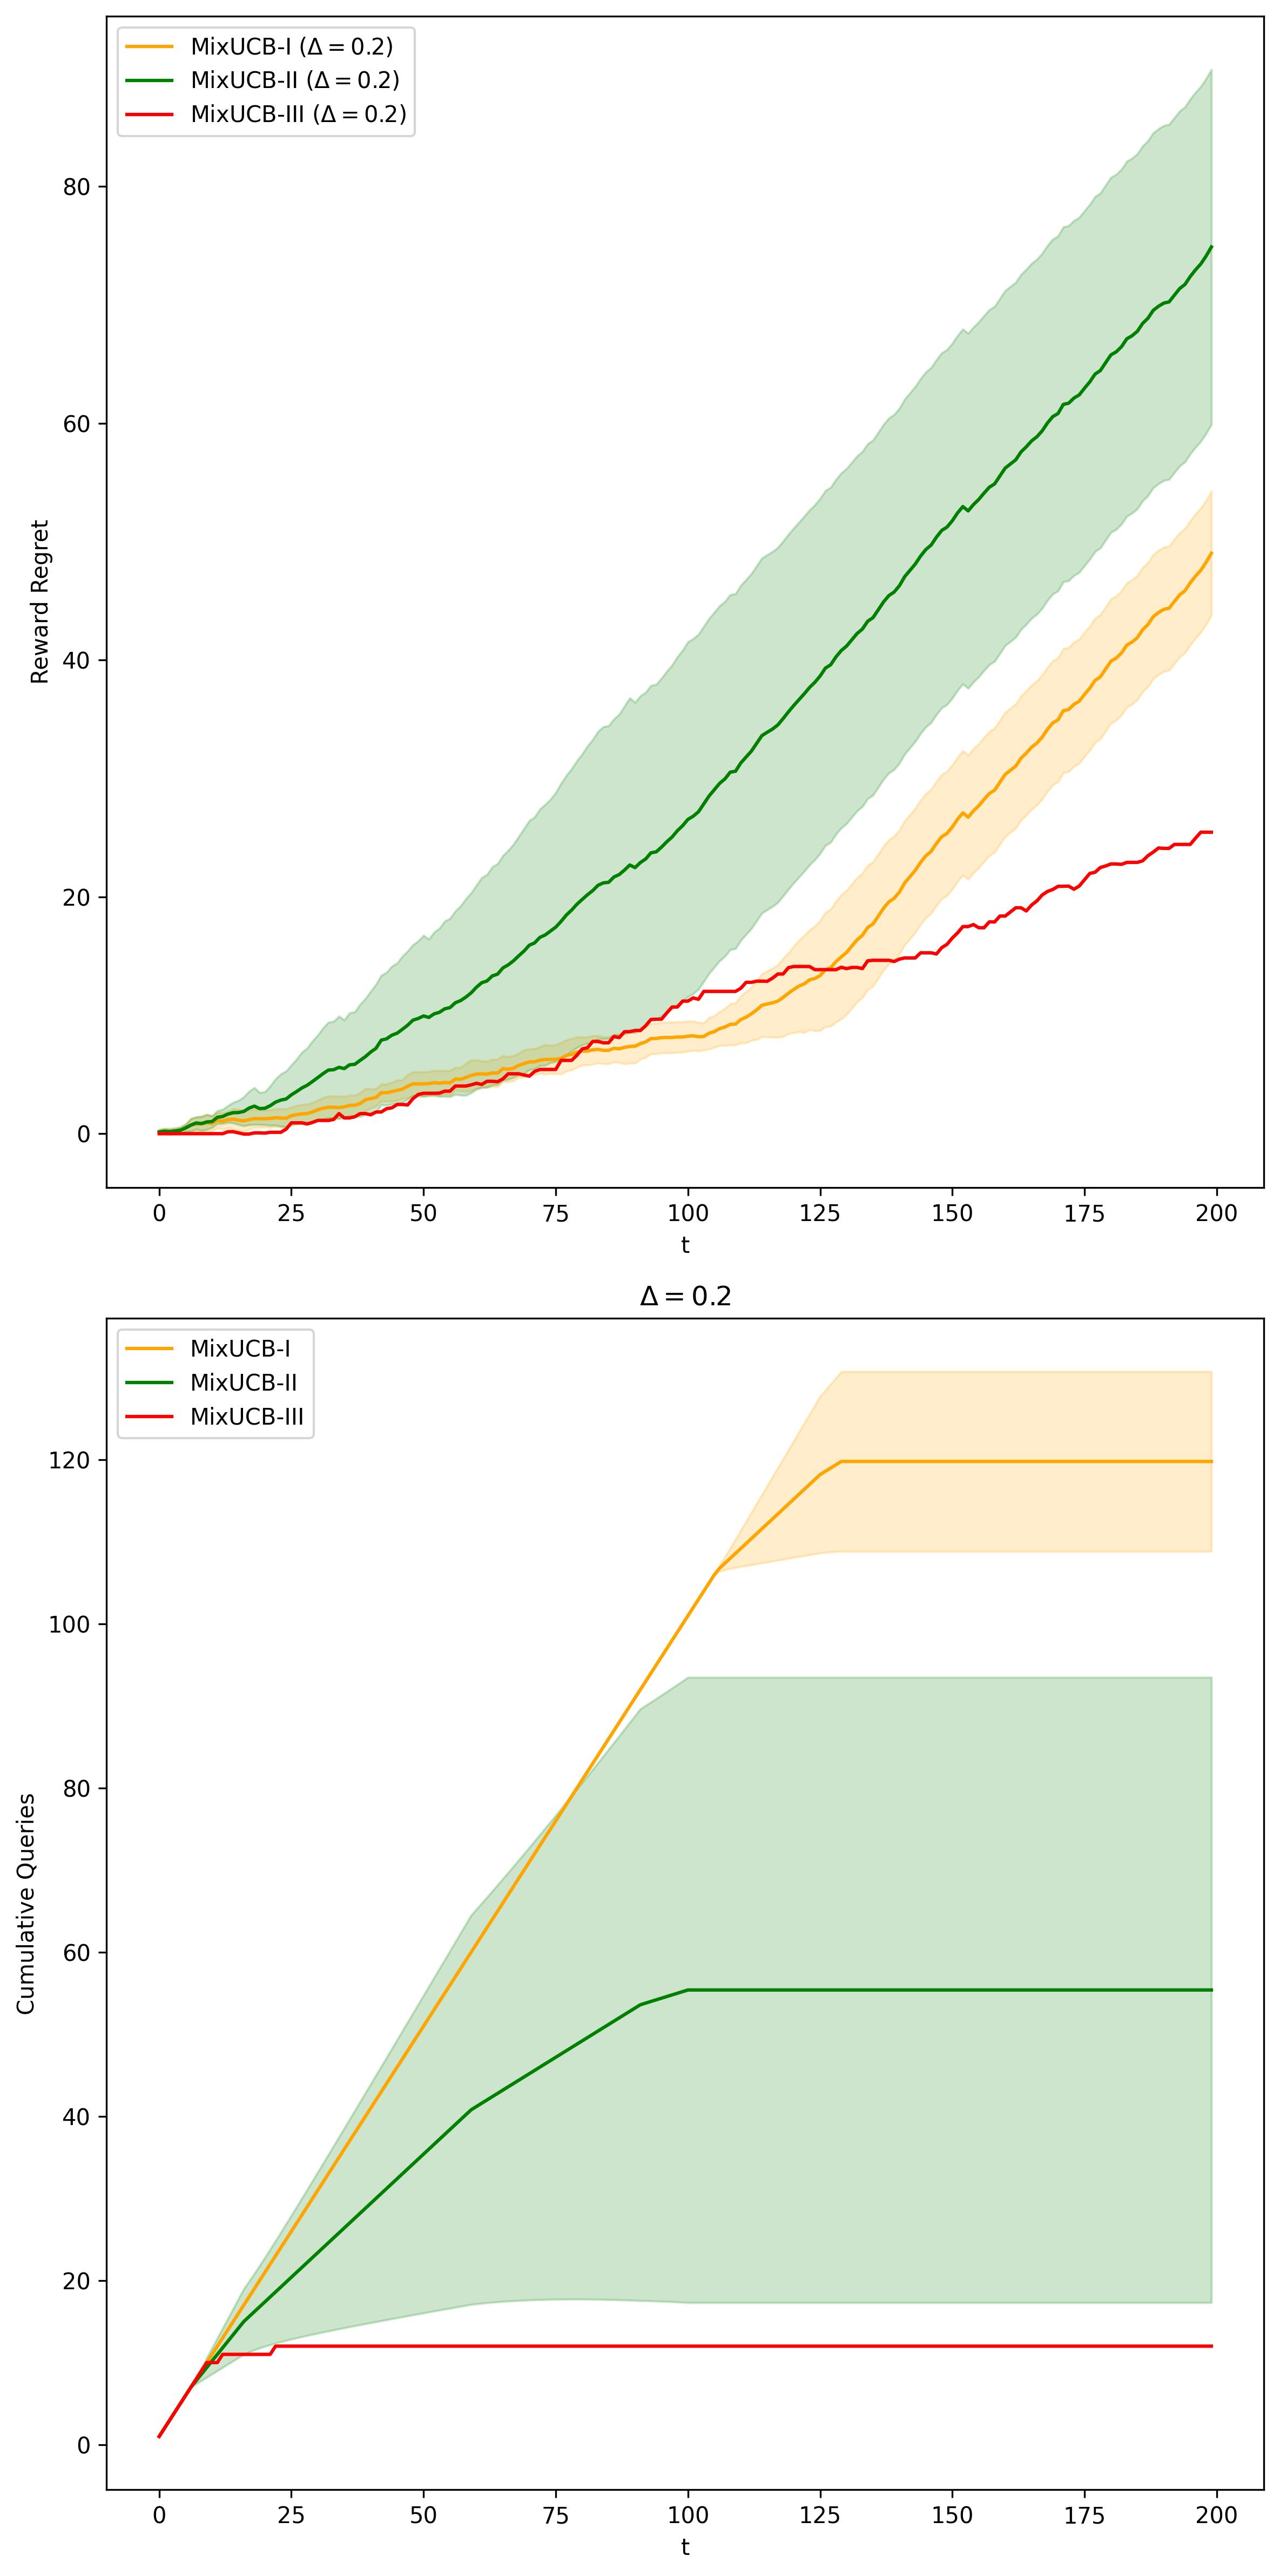 MixUCB-I (Δ = 0.2)
MixUCB-II (Δ = 0.2)
MixUCB-III (Δ = 0.2)
80
60
40
20
0
Reward Regret
0 25 50 75 100 125 150 175 200
t
Δ = 0.2
MixUCB-I
MixUCB-II
MixUCB-III
120
100
80
60
40
20
0
Cumulative Queries
0 25 50 75 100 125 150 175 200
t